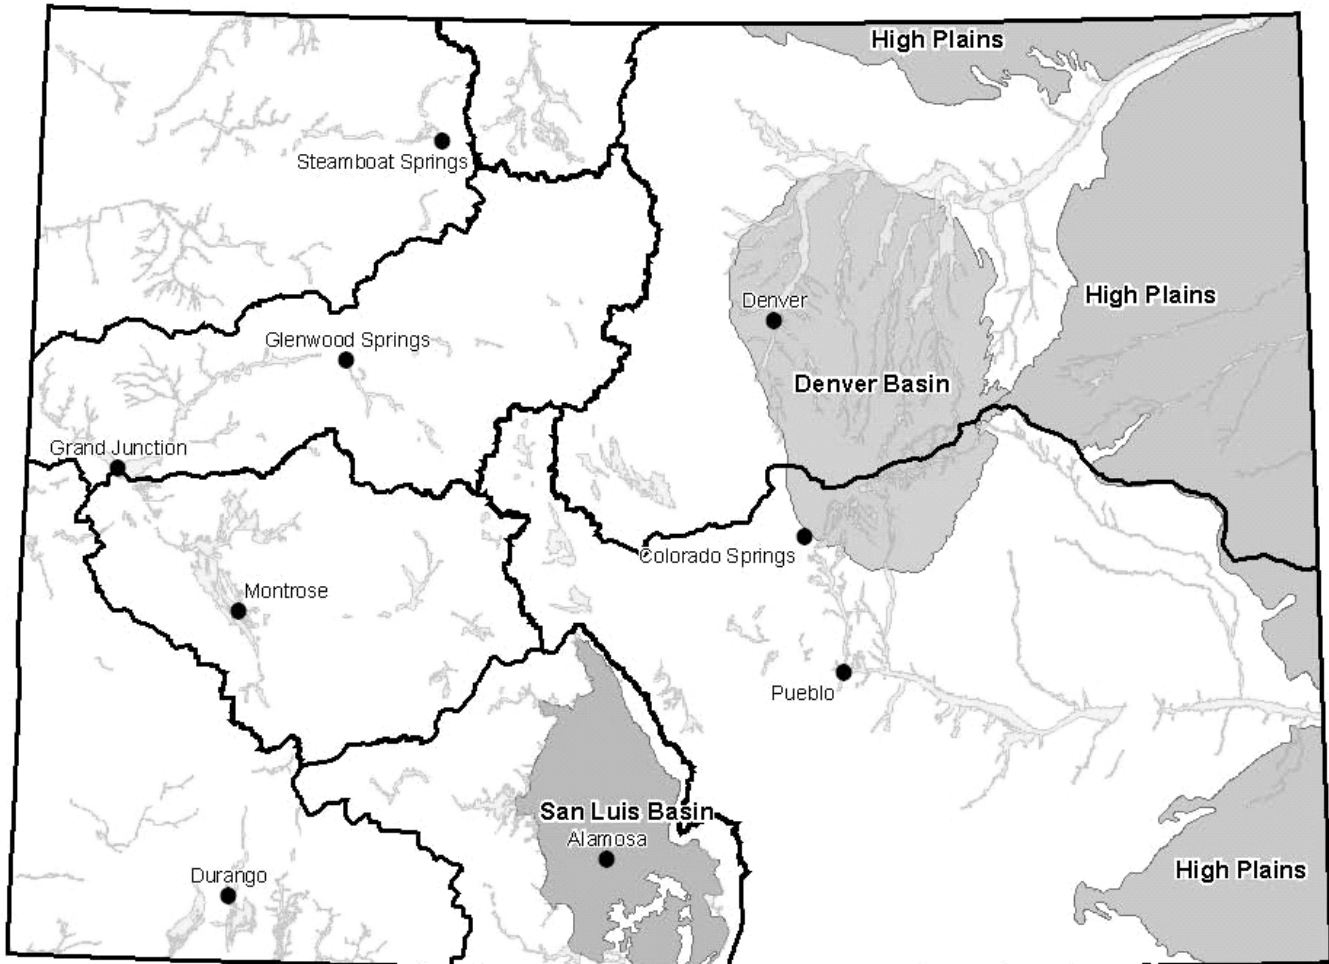 High Plains
Steamboat Springs
High Plains
Denver
Glenwood Springs
Denver Basin
Grand Junction
Colorado Springs
Montrose
Pueblo
San Luis Basin
Alamosa
High Plains
Durango